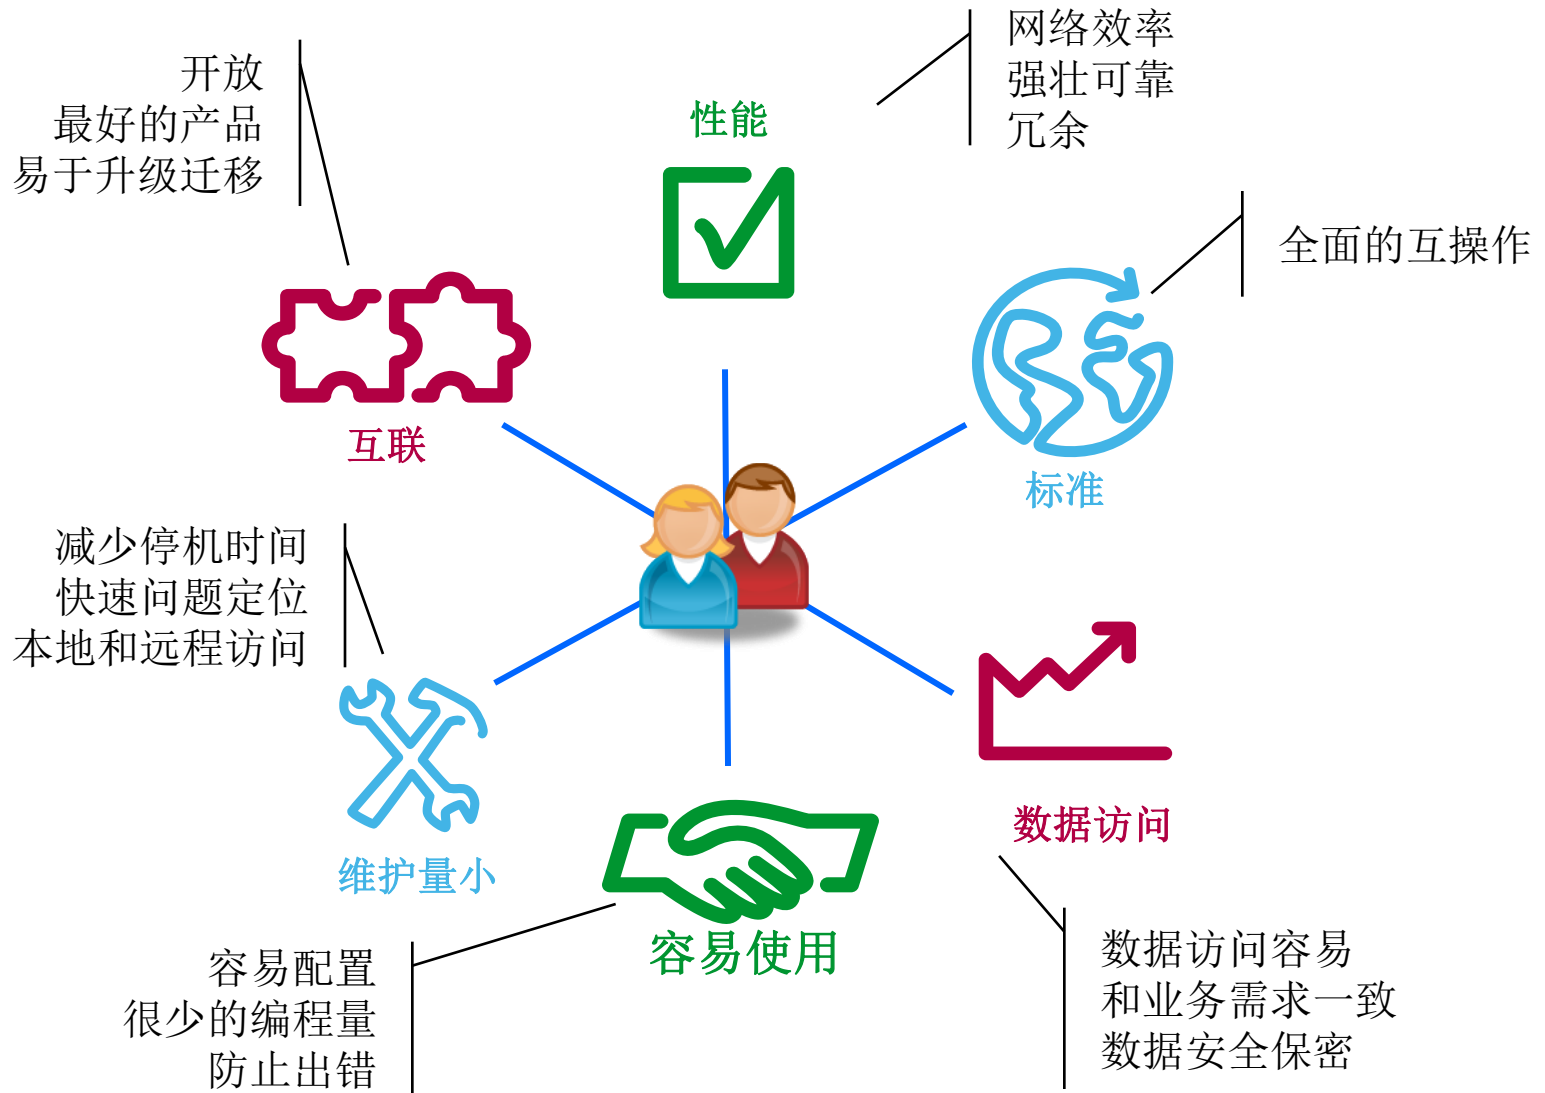 开放
最好的产品
易于升级迁移
互联
性能
网络效率
强壮可靠
冗余
全面的互操作
标准
减少停机时间
快速问题定位
本地和远程访问
维护量小
数据访问
数据访问容易
和业务需求一致
数据安全保密
容易使用
容易配置
很少的编程量
防止出错